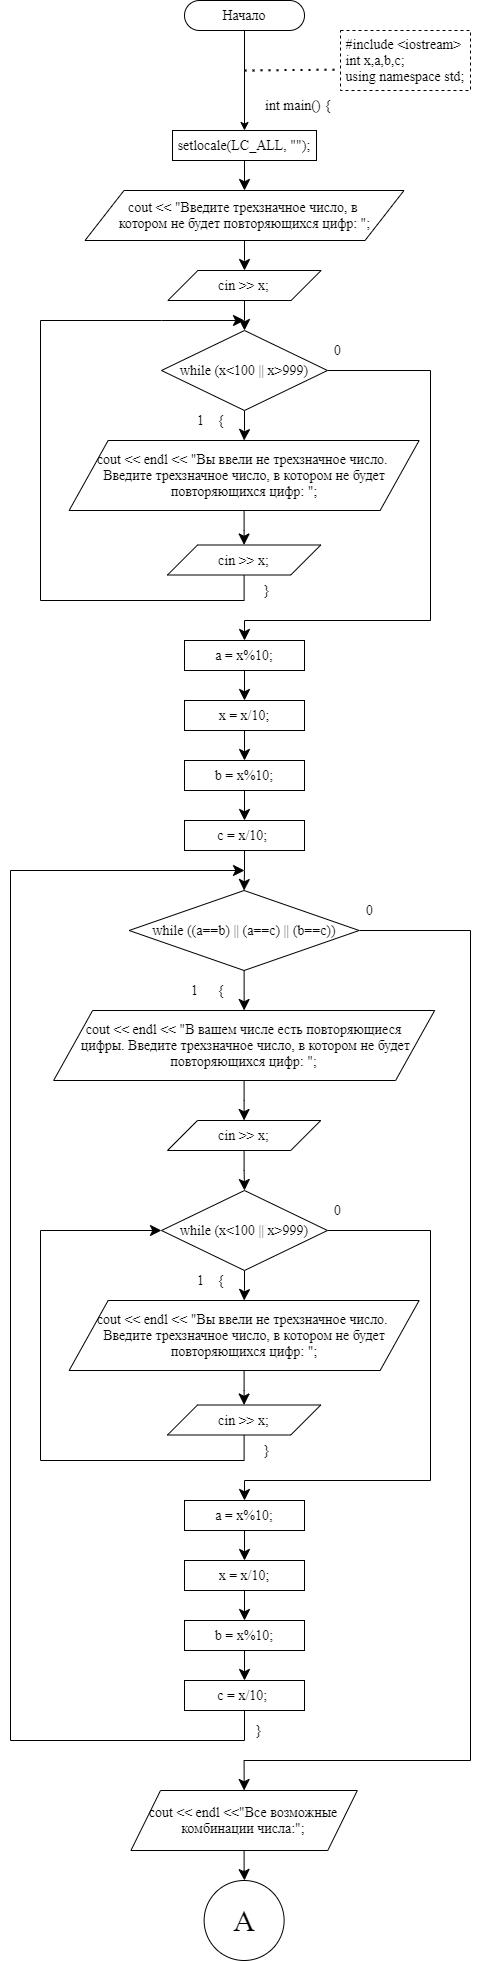 Начало
#include <iostream>
int x,a,b,c;
using namespace std;
int main() {
setlocale(LC_ALL, "");
cout << "Введите трехзначное число, в
котором не будет повторяющихся цифр: ";
cin >> x;
while (x<100 || x>999)
0
1 {
cout << endl << "Вы ввели не трехзначное число.
Введите трехзначное число, в котором не будет
повторяющихся цифр: ";
cin >> x;
}
a = x%10;
x = x/10;
b = x%10;
c = x/10;
while ((a==b) || (a==c) || (b==c))
0
1 {
cout << endl << "В вашем числе есть повторяющиеся
цифры. Введите трехзначное число, в котором не будет
повторяющихся цифр: ";
cin >> x;
while (x<100 || x>999)
0
1 {
cout << endl << "Вы ввели не трехзначное число.
Введите трехзначное число, в котором не будет
повторяющихся цифр: ";
cin >> x;
}
a = x%10;
x = x/10;
b = x%10;
c = x/10;
}
cout << endl <<"Все возможные
комбинации числа:";
А